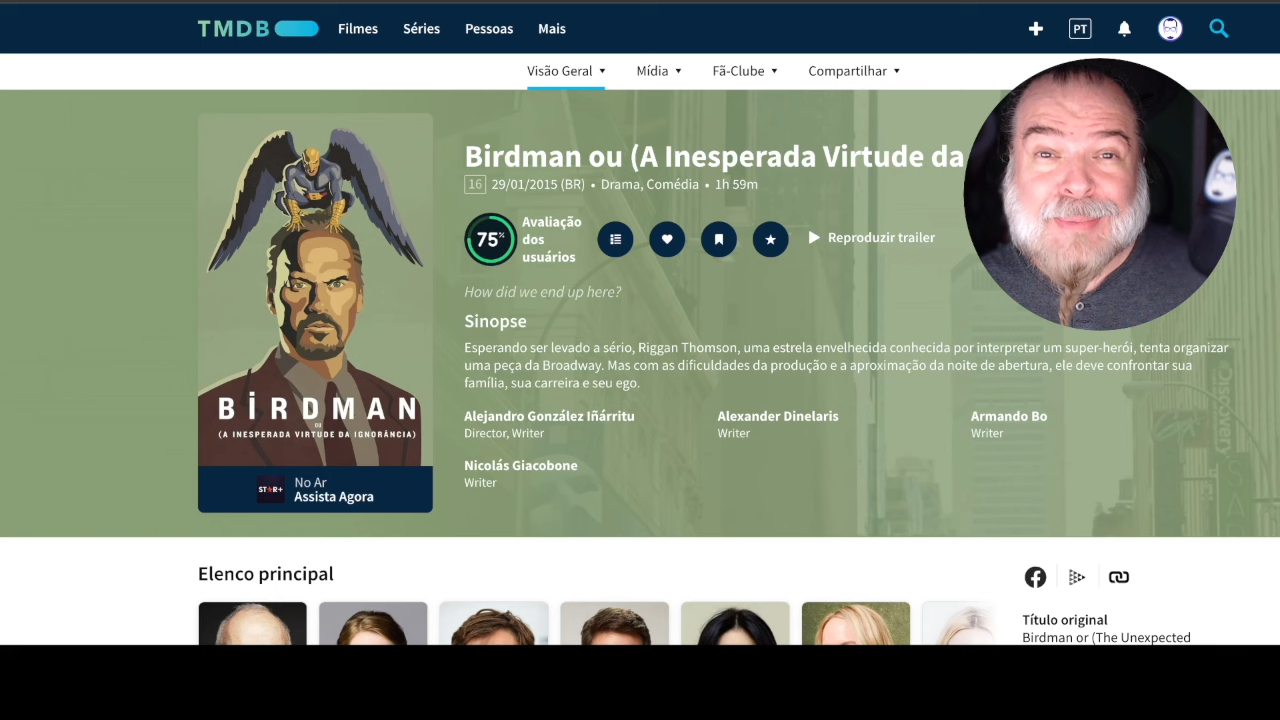 TMDB
Filmes
Séries
Pessoas
Mais
PT
Visão Geral
Mídia
Fã-Clube
Compartilhar
Birdman ou (A Inesperada Virtude da
16 29/01/2015 (BR) • Drama, Comédia • 1h 59m
75%
Avaliação
dos
usuários
Reproduzir trailer
How did we end up here?
Sinopse
Esperando ser levado a sério, Riggan Thomson, uma estrela envelhecida conhecida por interpretar um super-herói, tenta organizar
uma peça da Broadway. Mas com as dificuldades da produção e a aproximação da noite de abertura, ele deve confrontar sua
família, sua carreira e seu ego.
Alejandro González Iñárritu
Director, Writer
Alexander Dinelaris
Writer
Armando Bo
Writer
Nicolás Giacobone
Writer
BiRDMAN
OU
(A INESPERADA VIRTUDE DA IGNORÂNCIA)
ST★R+
No Ar
Assista Agora
Discovery
Elenco principal
Título original
Birdman or (The Unexpected